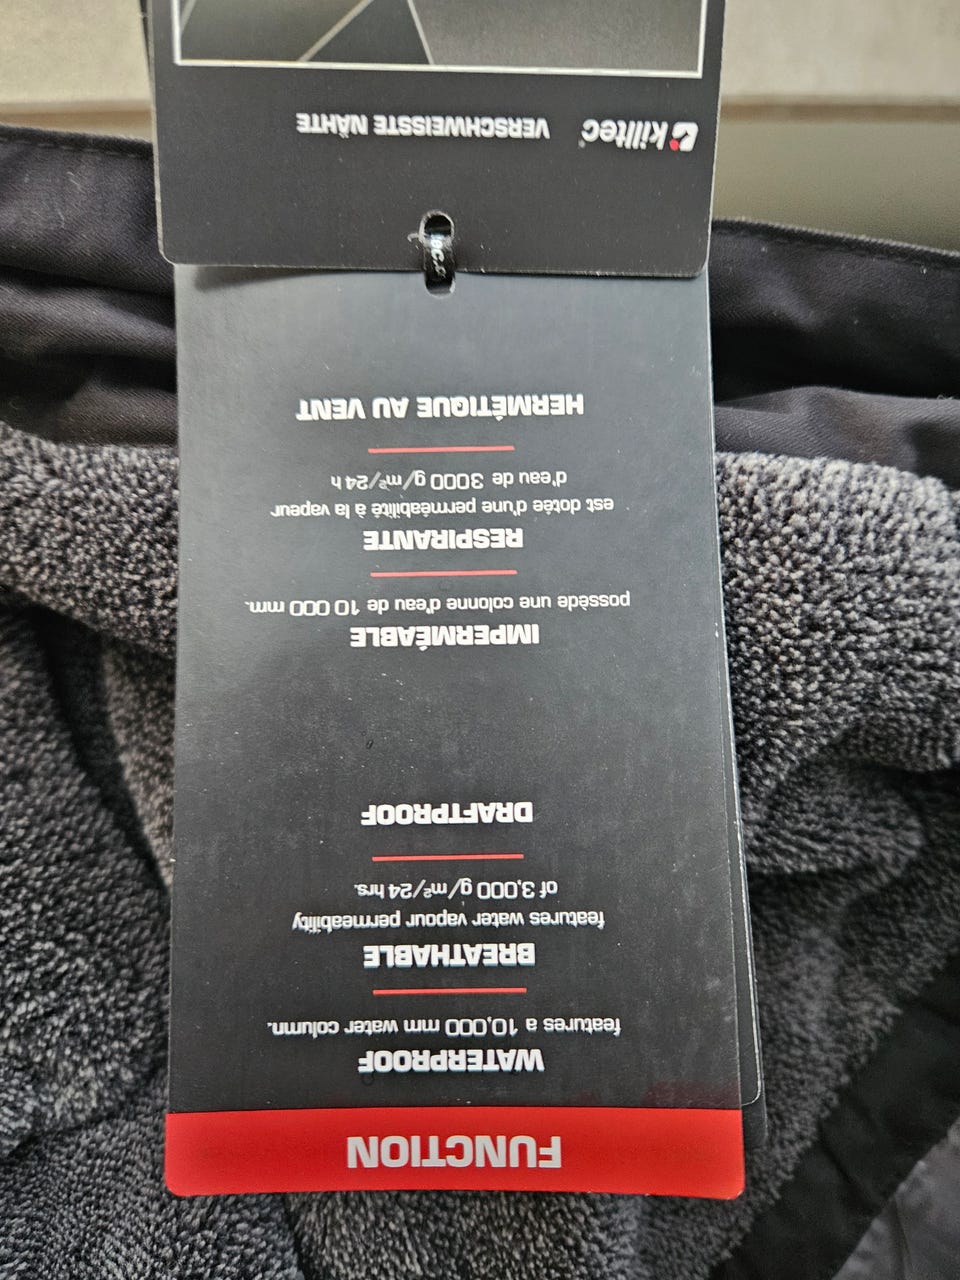 FUNCTION
WATERPROOF
features a 10,000 mm water column.
BREATHABLE
features water vapour permeability
of 3,000 g/m²/24 hrs.
DRAFTPROOF
IMPERMÉABLE
possède une colonne d'eau de 10 000 mm.
RESPIRANTE
est dotée d'une perméabilité à la vapeur
d'eau de 3000 g/m²/24 h
HERMÉTIQUE AU VENT
killtec VERSCHWEISSTE NÄHTE